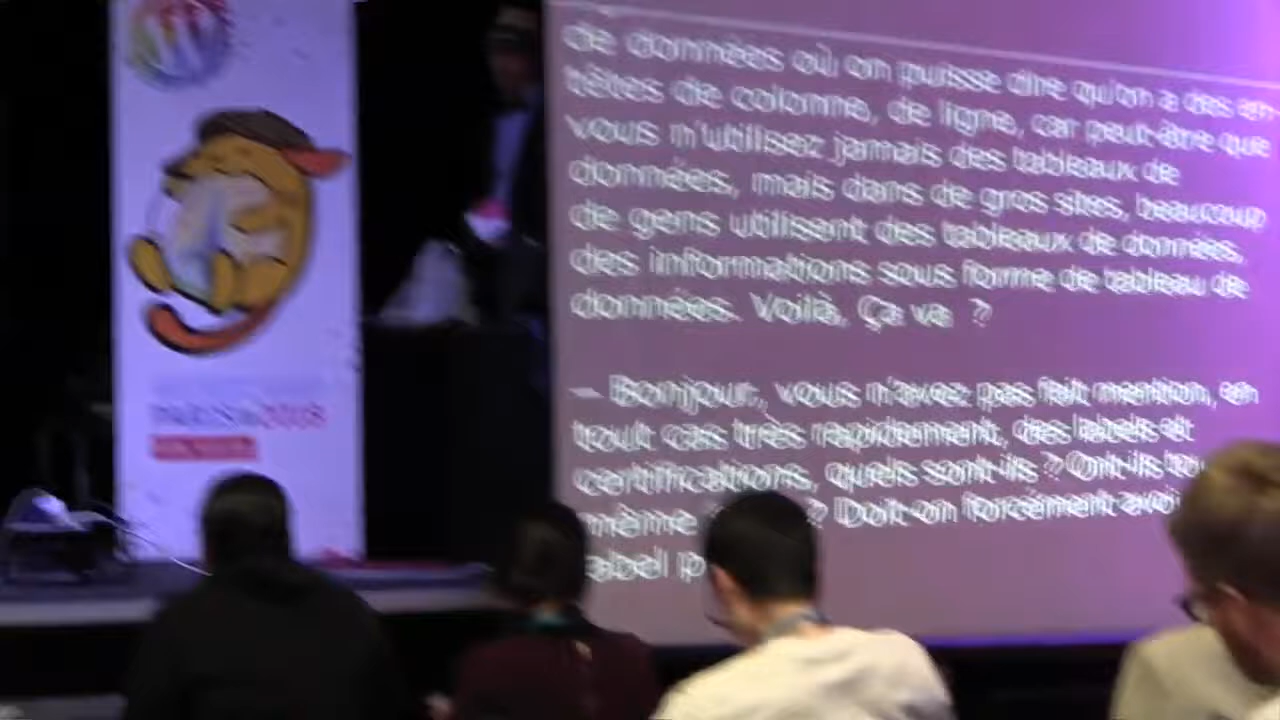 PARIS 2018
de données où on puisse dire qu'on a des en-
têtes de colonne, de ligne, car peut-être que
vous n'utilisez jamais des tableaux de
données, mais dans de gros sites, beaucoup
de gens utilisent des tableaux de données,
des informations sous forme de tableau de
données. Voilà, Ça va ?
– Bonjour, vous n'avez pas fait mention, en
tout cas très rapidement, des labels et
certifications, quels sont-ils ? Ont-ils
même ? Doit-on forcément